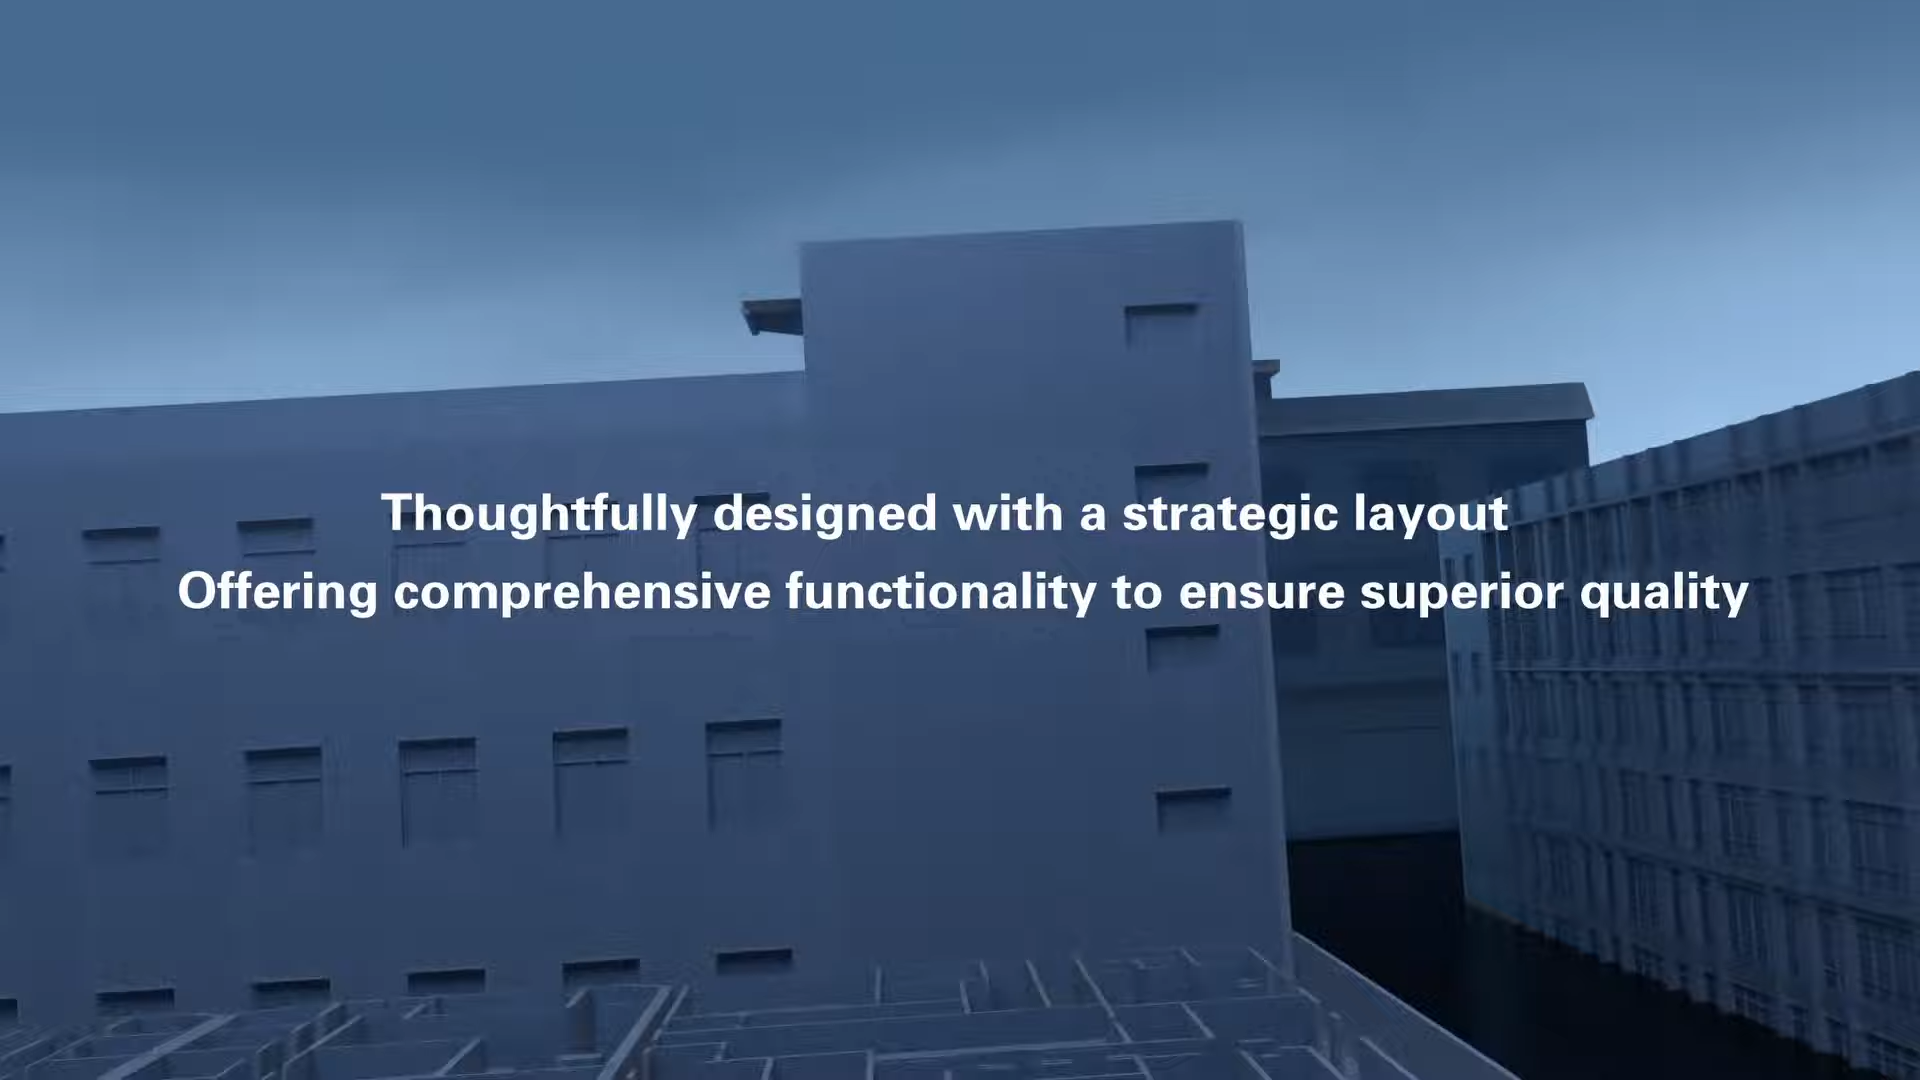 Thoughtfully designed with a strategic layout
Offering comprehensive functionality to ensure superior quality